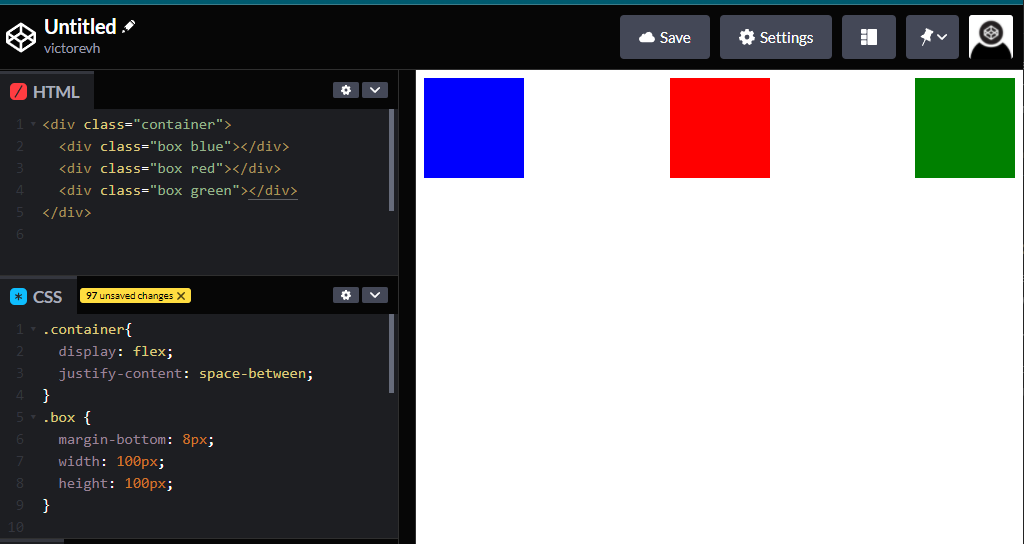 Untitled
victorevh
Save
Settings
HTML
1 <div class="container">
2 <div class="box blue"></div>
3 <div class="box red"></div>
4 <div class="box green"></div>
5 </div>
6
CSS
97 unsaved changes X
1 .container{
2 display: flex;
3 justify-content: space-between;
4 }
5 .box {
6 margin-bottom: 8px;
7 width: 100px;
8 height: 100px;
9 }
10